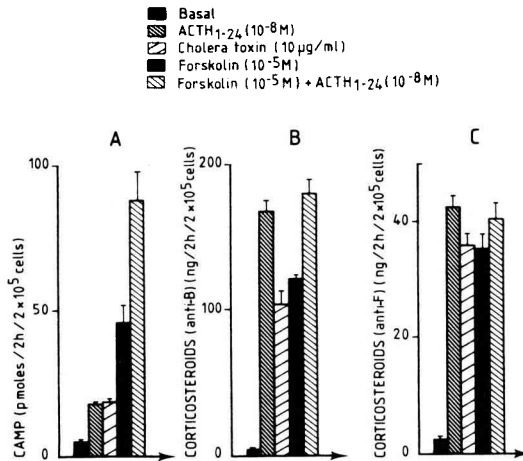 Basal
ACTH1-24 (10-8M)
Cholera toxin (10 µg/ml)
Forskolin (10-5M)
Forskolin (10-5M) + ACTH1-24 (10-8M)
A
B
C
CAMP (pmoles / 2h / 2 x 105 cells)
100
50
0
CORTICOSTEROIDS (anti-B) (ng / 2h / 2 x 105 cells)
200
100
0
CORTICOSTEROIDS (anti-F) (ng / 2h / 2 x 105 cells)
40
20
0